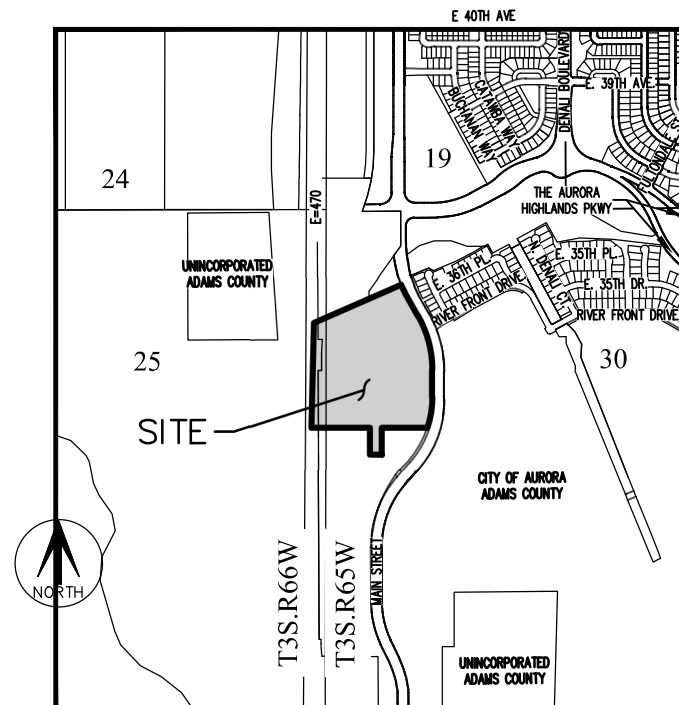 E 40TH AVE
DENALI BOULEVARD
E. 39TH AVE.
CATAMBA WAY
BUCHANAN WAY
19
24
THE AURORA
HIGHLANDS PKWY
E-470
UNINCORPORATED
ADAMS COUNTY
E. 36TH PL.
N. DENALI CT.
E. 35TH PL.
E. 35TH DR.
RIVER FRONT DRIVE.
RIVER FRONT DRIVE
25
30
SITE
CITY OF AURORA
ADAMS COUNTY
NORTH
T3S.R66W
T3S.R65W
MAIN STREET
UNINCORPORATED
ADAMS COUNTY